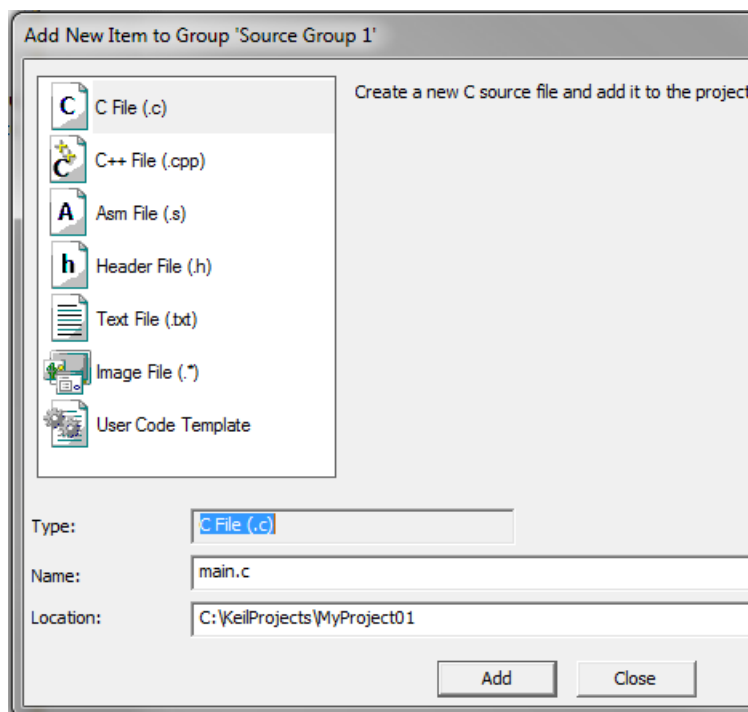 Add New Item to Group 'Source Group 1'
C File (.c)
Create a new C source file and add it to the project
C++ File (.cpp)
Asm File (.s)
Header File (.h)
Text File (.txt)
Image File (.*)
User Code Template
Type:
C File (.c)
Name:
main.c
Location:
C:\KeilProjects\MyProject01
Add
Close